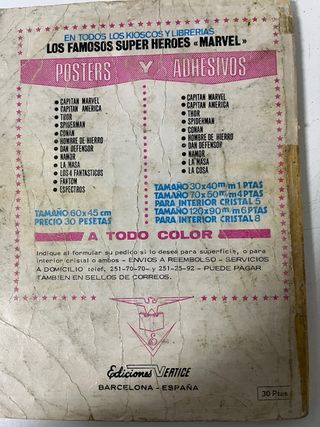 EN TODOS LOS KIOSCOS Y LIBRERIAS
LOS FAMOSOS SUPER HEROES «MARVEL»
POSTERS Y ADHESIVOS
• CAPITAN MARVEL
• CAPITAN AMERICA
• THOR
• SPIDERMAN
• CONAN
• HOMBRE DE HIERRO
• DAN DEFENSOR
• NAMOR
• LA MASA
• LOS 4 FANTASTICOS
• FANTOM
• ESPECTROS
TAMAÑO 60x45 cm
PRECIO 30 PESETAS
• CAPITAN MARVEL
• CAPITAN AMERICA
• THOR
• SPIDERMAN
• CONAN
• HOMBRE DE HIERRO
• DAN DEFENSOR
• NAMOR
• LA MASA
• LA COSA
TAMAÑO 30x40 m/m 1 PTAS
TAMAÑO 70x50 m/m 4 PTAS
PARA INTERIOR CRISTAL 5
TAMAÑO 120x90 m/m 6 PTAS
PARA INTERIOR CRISTAL 8
A TODO COLOR
Indique al formular su pedido si lo desea para superficie, o para
interior cristal o ambos - ENVIOS A REEMBOLSO - SERVICIOS
A DOMICILIO telef. 251-70-70- y 251-25-92 - PUEDE PAGAR
TAMBIEN EN SELLOS DE CORREOS.
Ediciones VERTICE
BARCELONA - ESPAÑA
30 Ptas